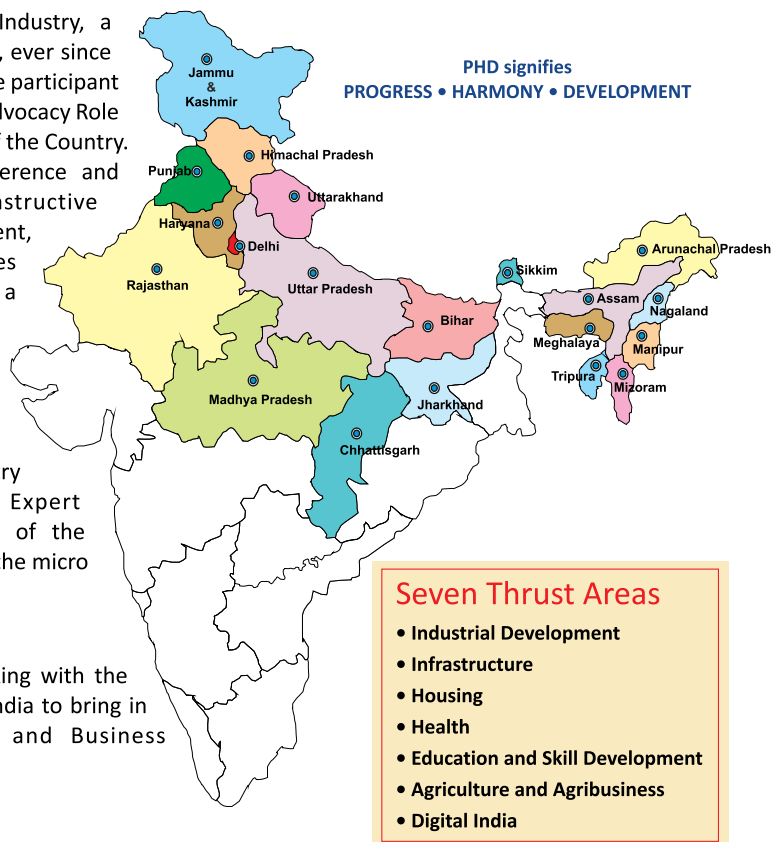 Industry, a
, ever since
e participant
dvocacy Role
f the Country.
erence and
nstructive
ent,
es
a
ry
Expert
of the
the micro
ing with the
ndia to bring in
and Business
PHD signifies
PROGRESS • HARMONY • DEVELOPMENT
Jammu
&
Kashmir
Himachal Pradesh
Punjab
Uttarakhand
Haryana
Delhi
Rajasthan
Uttar Pradesh
Sikkim
Arunachal Pradesh
Assam
Nagaland
Bihar
Meghalaya
Manipur
Tripura
Mizoram
Madhya Pradesh
Jharkhand
Chhattisgarh
Seven Thrust Areas
• Industrial Development
• Infrastructure
• Housing
• Health
• Education and Skill Development
• Agriculture and Agribusiness
• Digital India